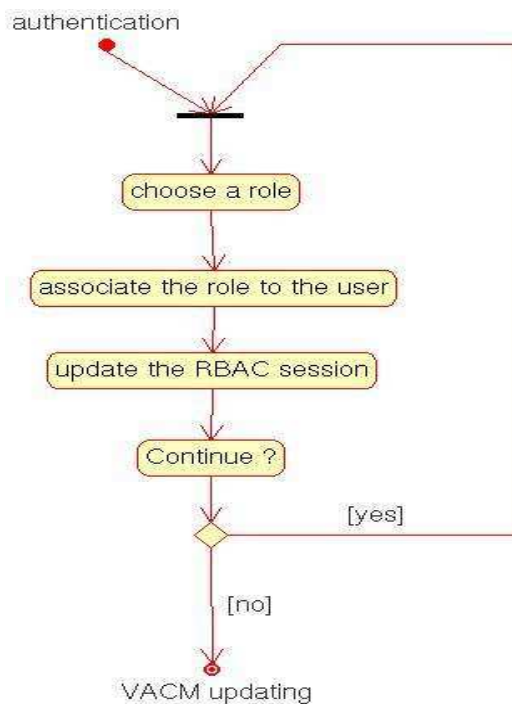 authentication
choose a role
associate the role to the user
update the RBAC session
Continue ?
[yes]
[no]
VACM updating